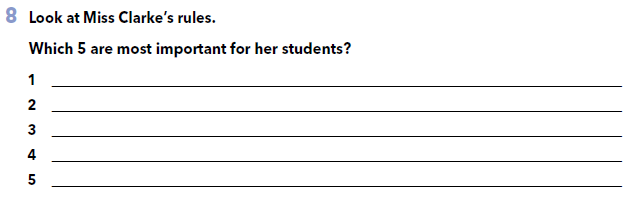 8 Look at Miss Clarke's rules.
Which 5 are most important for her students?
1
2
3
4
5